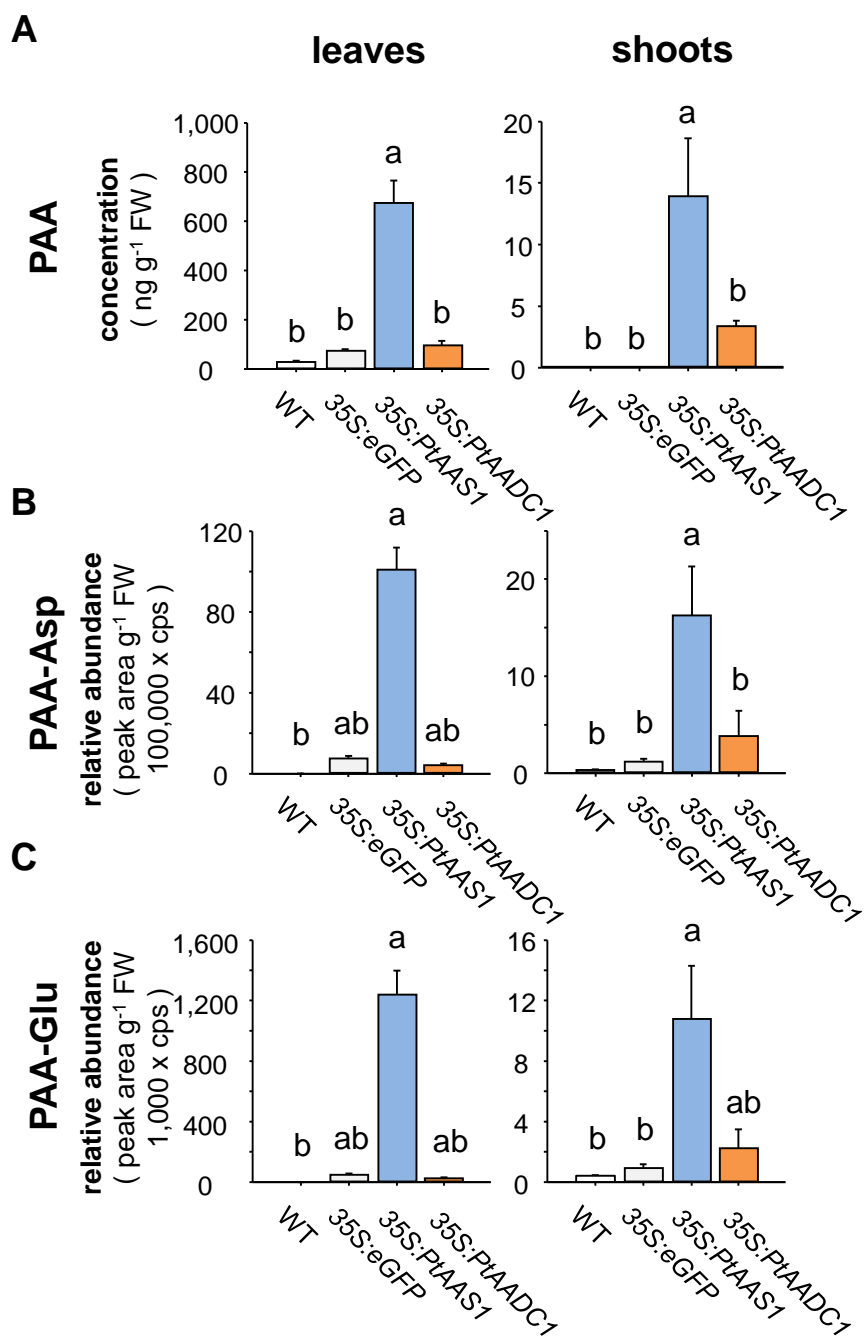 A
leaves
shoots
PAA
concentration
( ng g⁻¹ FW )
1,000
800
600
400
200
0
b
b
a
b
WT
35S:eGFP
35S:PtAAS1
35S:PtAADC1
20
15
10
5
0
b
b
a
b
WT
35S:eGFP
35S:PtAAS1
35S:PtAADC1
B
PAA-Asp
relative abundance
( peak area g⁻¹ FW
100,000 x cps )
120
80
40
0
b
ab
a
ab
WT
35S:eGFP
35S:PtAAS1
35S:PtAADC1
20
10
0
b
b
a
b
WT
35S:eGFP
35S:PtAAS1
35S:PtAADC1
C
PAA-Glu
relative abundance
( peak area g⁻¹ FW
1,000 x cps )
1,600
1,200
800
400
0
b
ab
a
ab
WT
35S:eGFP
35S:PtAAS1
35S:PtAADC1
16
12
8
4
0
b
b
a
ab
WT
35S:eGFP
35S:PtAAS1
35S:PtAADC1